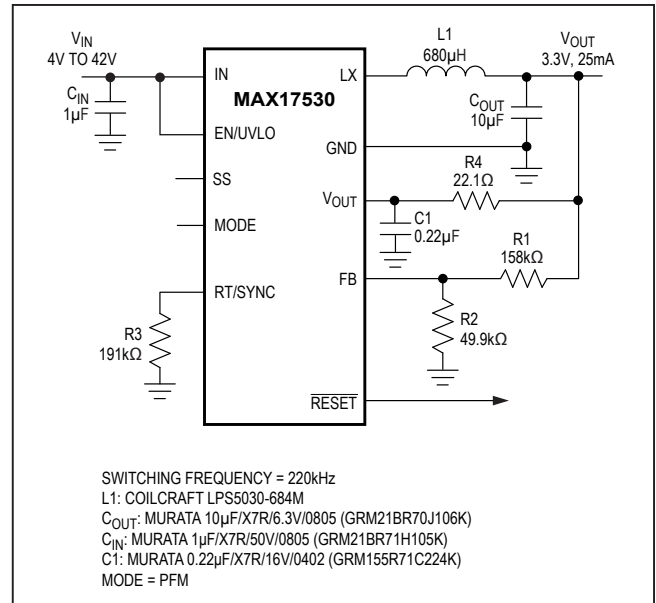 VIN
4V TO 42V
CIN
1µF
IN
EN/UVLO
SS
MODE
RT/SYNC
R3
191kΩ
MAX17530
LX
GND
VOUT
FB
RESET
L1
680µH
VOUT
3.3V, 25mA
COUT
10µF
R4
22.1Ω
C1
0.22µF
R1
158kΩ
R2
49.9kΩ
SWITCHING FREQUENCY = 220kHz
L1: COILCRAFT LPS5030-684M
COUT: MURATA 10µF/X7R/6.3V/0805 (GRM21BR70J106K)
CIN: MURATA 1µF/X7R/50V/0805 (GRM21BR71H105K)
C1: MURATA 0.22µF/X7R/16V/0402 (GRM155R71C224K)
MODE = PFM